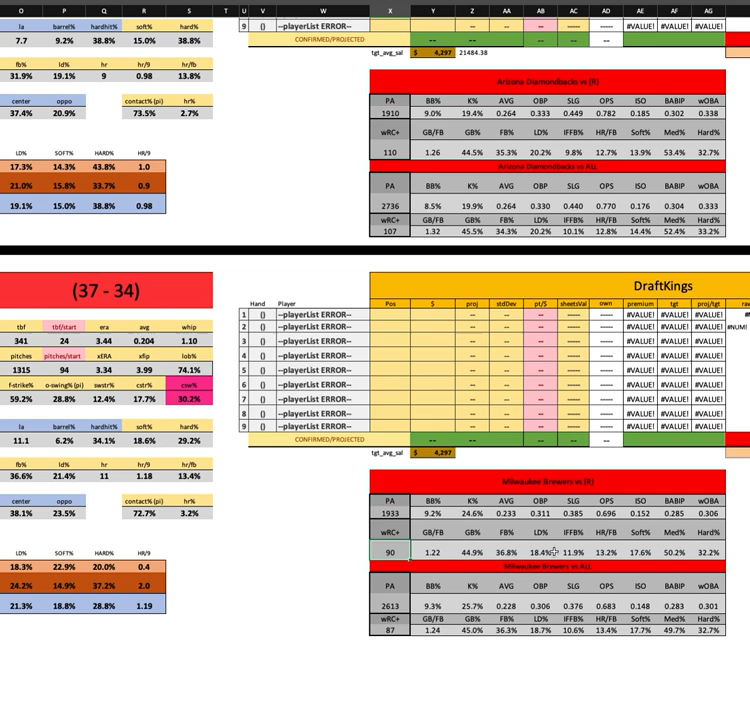 O P Q R S T U V W X Y Z AA AB AC AD AE AF AG
la barrel% hardhit% soft% hard% 9 () --playerList ERROR-- -- -- ----- ----- #VALUE! #VALUE! #VALUE!
7.7 9.2% 38.8% 15.0% 38.8% CONFIRMED/PROJECTED -- -- --
tgt_avg_sal $ 4,297 21484.38
fb% ld% hr hr/9 hr/fb
31.9% 19.1% 9 0.98 13.8% Arizona Diamondbacks vs (R)
center oppo contact% (pi) hr% PA BB% K% AVG OBP SLG OPS ISO BABIP wOBA
37.4% 20.9% 73.5% 2.7% 1910 9.0% 19.4% 0.264 0.333 0.449 0.782 0.185 0.302 0.338
wRC+ GB/FB GB% FB% LD% IFFB% HR/FB Soft% Med% Hard%
LD% SOFT% HARD% HR/9 110 1.26 44.5% 35.3% 20.2% 9.8% 12.7% 13.9% 53.4% 32.7%
17.3% 14.3% 43.8% 1.0 Arizona Diamondbacks vs ALL
21.0% 15.8% 33.7% 0.9 PA BB% K% AVG OBP SLG OPS ISO BABIP wOBA
19.1% 15.0% 38.8% 0.98 2736 8.5% 19.9% 0.264 0.330 0.440 0.770 0.176 0.304 0.333
wRC+ GB/FB GB% FB% LD% IFFB% HR/FB Soft% Med% Hard%
107 1.32 45.5% 34.3% 20.2% 10.1% 12.8% 14.4% 52.4% 33.2%
(37 - 34) DraftKings
Hand Player Pos $ proj stdDev pt/$ sheetsVal own premium tgt proj/tgt
1 () --playerList ERROR-- -- -- -- ----- ----- #VALUE! #VALUE! #VALUE!
tbf tbf/start era avg whip 2 () --playerList ERROR-- -- -- -- ----- ----- #VALUE! #VALUE! #VALUE! #NUM!
341 24 3.44 0.204 1.10 3 () --playerList ERROR-- -- -- -- ----- ----- #VALUE! #VALUE! #VALUE!
pitches pitches/start xERA xfip lob% 4 () --playerList ERROR-- -- -- -- ----- ----- #VALUE! #VALUE! #VALUE!
1315 94 3.34 3.99 74.1% 5 () --playerList ERROR-- -- -- -- ----- ----- #VALUE! #VALUE! #VALUE!
f-strike% o-swing% (pi) swstr% cstr% csw% 6 () --playerList ERROR-- -- -- -- ----- ----- #VALUE! #VALUE! #VALUE!
59.2% 28.8% 12.4% 17.7% 30.2% 7 () --playerList ERROR-- -- -- -- ----- ----- #VALUE! #VALUE! #VALUE!
8 () --playerList ERROR-- -- -- -- ----- ----- #VALUE! #VALUE! #VALUE!
la barrel% hardhit% soft% hard% 9 () --playerList ERROR-- -- -- -- ----- ----- #VALUE! #VALUE! #VALUE!
11.1 6.2% 34.1% 18.6% 29.2% CONFIRMED/PROJECTED -- -- --
tgt_avg_sal $ 4,297
fb% ld% hr hr/9 hr/fb
36.6% 21.4% 11 1.18 13.4% Milwaukee Brewers vs (R)
center oppo contact% (pi) hr% PA BB% K% AVG OBP SLG OPS ISO BABIP wOBA
38.1% 23.5% 72.7% 3.2% 1933 9.2% 24.6% 0.233 0.311 0.385 0.696 0.152 0.285 0.306
wRC+ GB/FB GB% FB% LD% IFFB% HR/FB Soft% Med% Hard%
LD% SOFT% HARD% HR/9 90 1.22 44.9% 36.8% 18.4% 11.9% 13.2% 17.6% 50.2% 32.2%
18.3% 22.9% 20.0% 0.4 Milwaukee Brewers vs ALL
24.2% 14.9% 37.2% 2.0 PA BB% K% AVG OBP SLG OPS ISO BABIP wOBA
21.3% 18.8% 28.8% 1.19 2613 9.3% 25.7% 0.228 0.306 0.376 0.683 0.148 0.283 0.301
wRC+ GB/FB GB% FB% LD% IFFB% HR/FB Soft% Med% Hard%
87 1.24 45.0% 36.3% 18.7% 10.6% 13.4% 17.7% 49.7% 32.7%